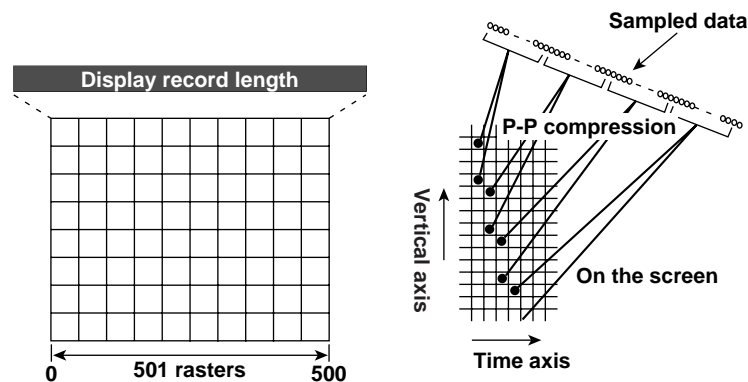 Display record length
501 rasters
0
500
Sampled data
P-P compression
Vertical axis
On the screen
Time axis